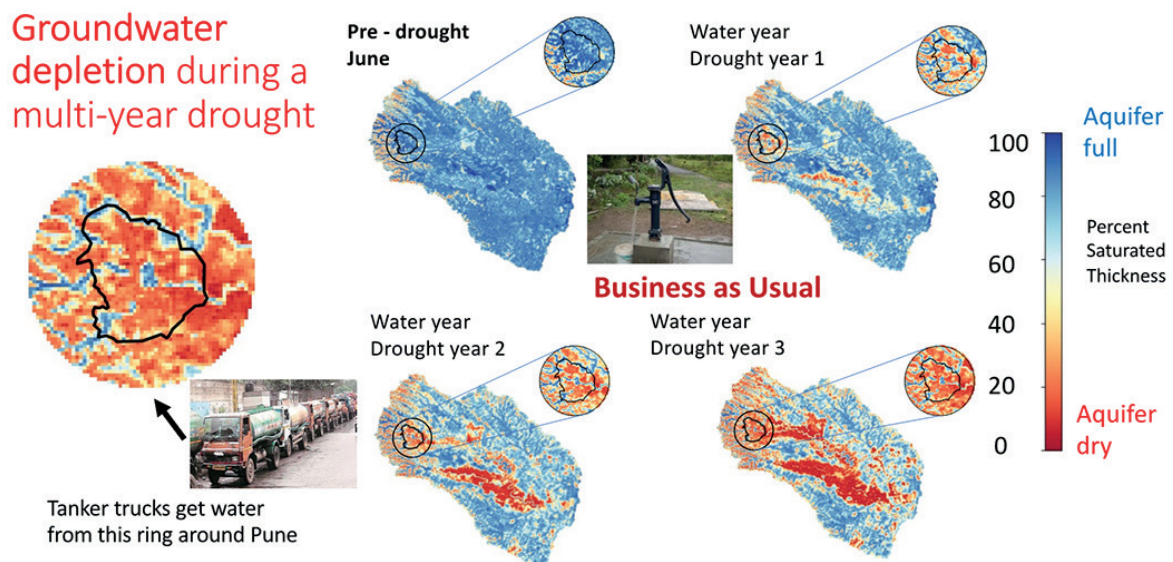 Groundwater
depletion during a
multi-year drought
Pre - drought
June
Water year
Drought year 1
Business as Usual
Water year
Drought year 2
Water year
Drought year 3
100
80
60
40
20
0
Aquifer
full
Percent
Saturated
Thickness
Aquifer
dry
Tanker trucks get water
from this ring around Pune